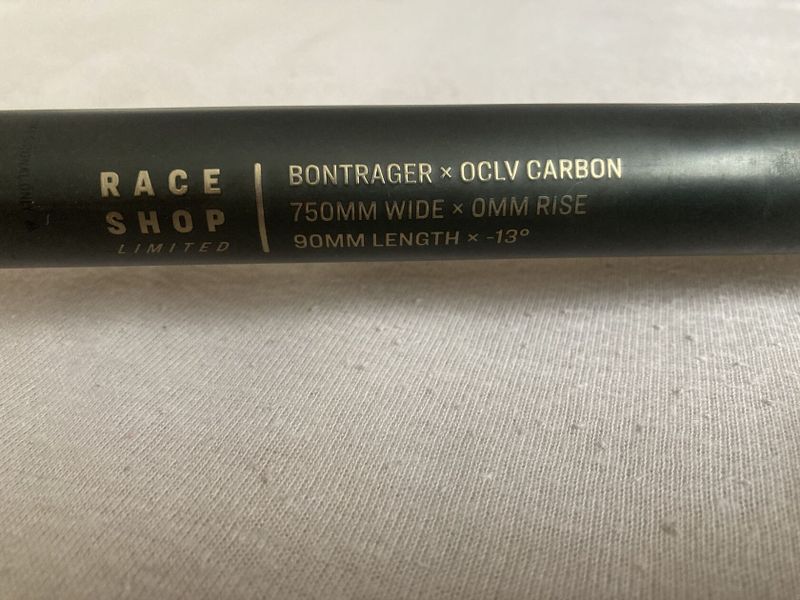 RACE
SHOP
LIMITED
BONTRAGER × OCLV CARBON
750MM WIDE × 0MM RISE
90MM LENGTH × -13°